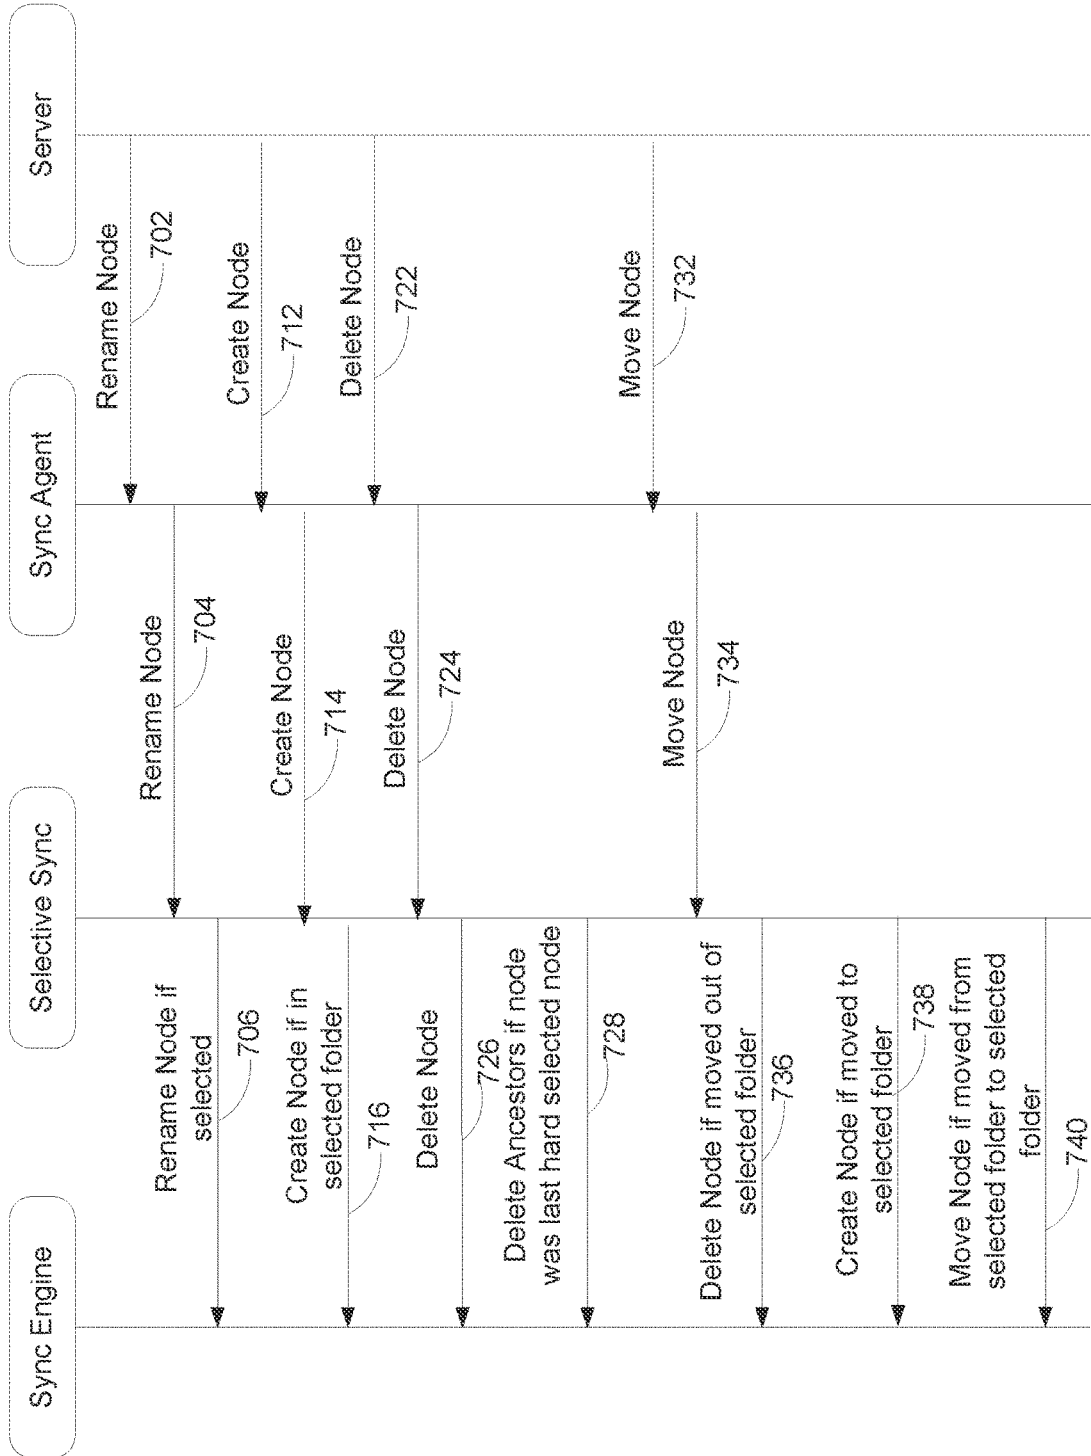 Sync Engine
Selective Sync
Sync Agent
Server
Rename Node
702
Rename Node
704
Rename Node if
selected
706
Create Node
712
Create Node
714
Create Node if in
selected folder
716
Delete Node
722
Delete Node
724
Delete Node
726
Delete Ancestors if node
was last hard selected node
728
Move Node
732
Move Node
734
Delete Node if moved out of
selected folder
736
Create Node if moved to
selected folder
738
Move Node if moved from
selected folder to selected
folder
740